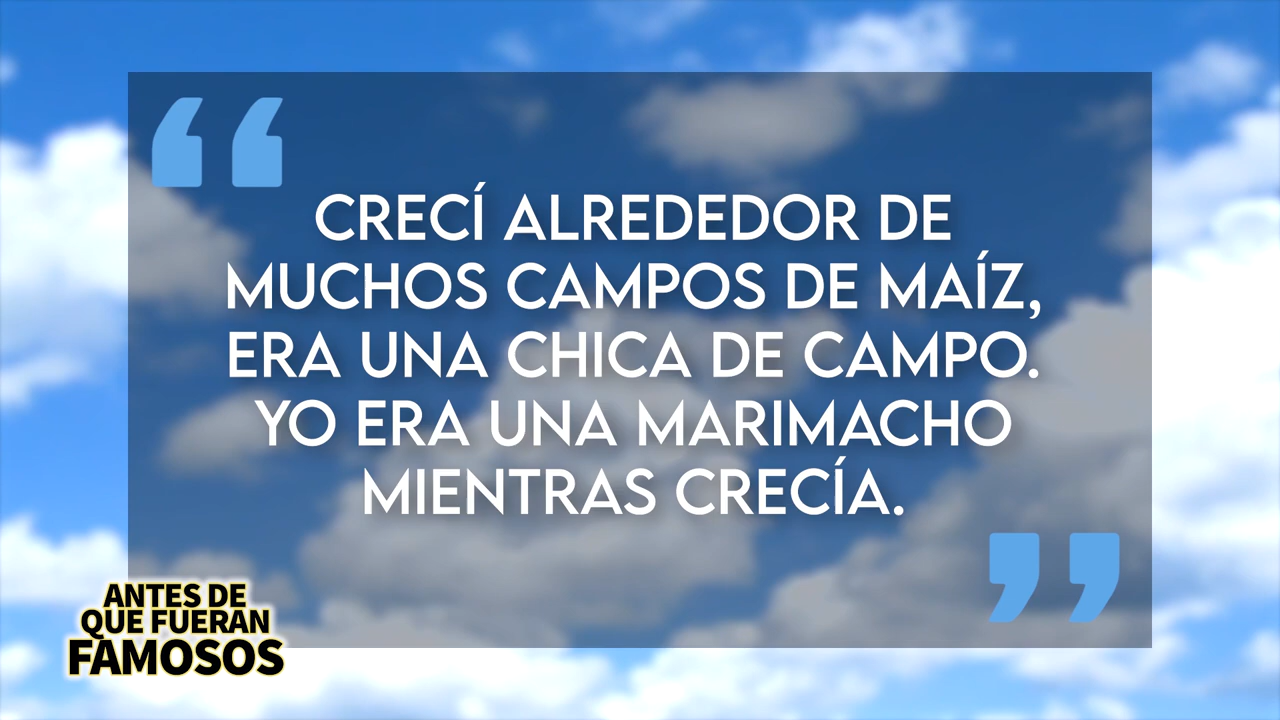 CRECÍ ALREDEDOR DE
MUCHOS CAMPOS DE MAÍZ,
ERA UNA CHICA DE CAMPO.
YO ERA UNA MARIMACHO
MIENTRAS CRECÍA.
ANTES DE
QUE FUERAN
FAMOSOS